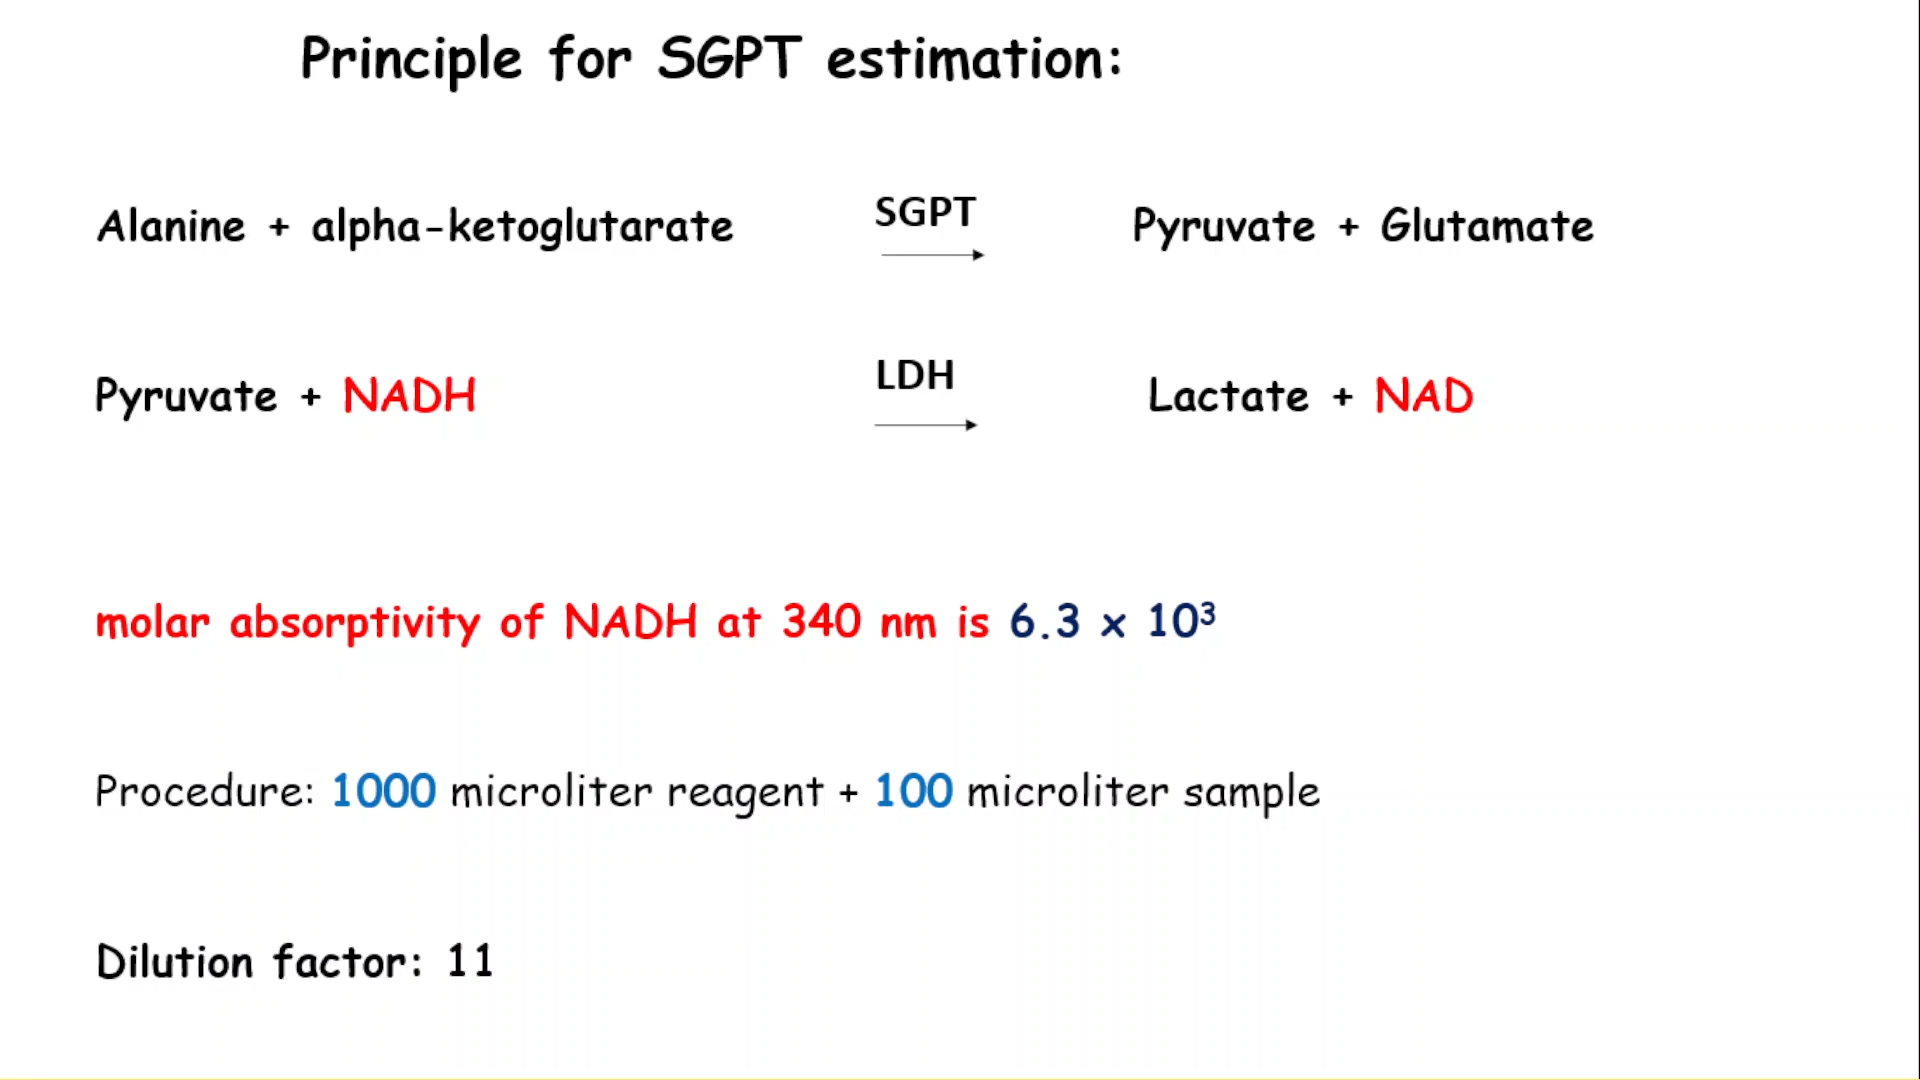 Principle for SGPT estimation:
Alanine + alpha-ketoglutarate SGPT Pyruvate + Glutamate
Pyruvate + NADH LDH Lactate + NAD
molar absorptivity of NADH at 340 nm is 6.3 x 10³
Procedure: 1000 microliter reagent + 100 microliter sample
Dilution factor: 11